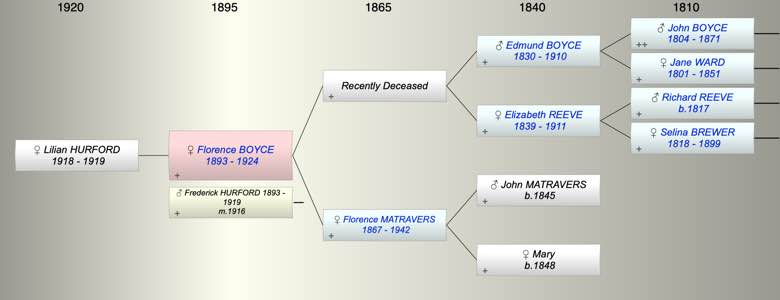 1920 1895 1865 1840 1810
♂ John BOYCE
1804 - 1871
++
♂ Edmund BOYCE
1830 - 1910
+
♀ Jane WARD
1801 - 1851
+
Recently Deceased
+
♂ Richard REEVE
b.1817
+
♀ Elizabeth REEVE
1839 - 1911
+
♀ Selina BREWER
1818 - 1899
+
♀ Lilian HURFORD
1918 - 1919
♀ Florence BOYCE
1893 - 1924
+
♂ Frederick HURFORD 1893 -
1919
m.1916
+
♂ John MATRAVERS
b.1845
+
♀ Florence MATRAVERS
1867 - 1942
+
♀ Mary
b.1848
+